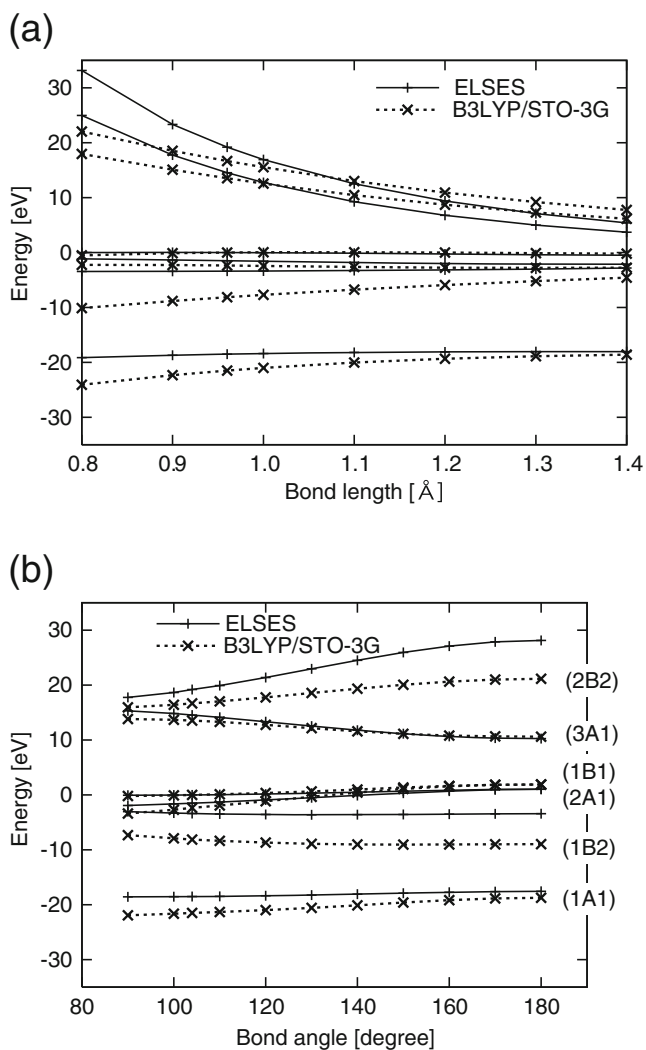 (a)
ELSES
B3LYP/STO-3G
30
20
10
0
-10
-20
-30
Energy [eV]
0.8 0.9 1.0 1.1 1.2 1.3 1.4
Bond length [Å]
(b)
ELSES
B3LYP/STO-3G
30
20
10
0
-10
-20
-30
Energy [eV]
(2B2)
(3A1)
(1B1)
(2A1)
(1B2)
(1A1)
80 100 120 140 160 180
Bond angle [degree]